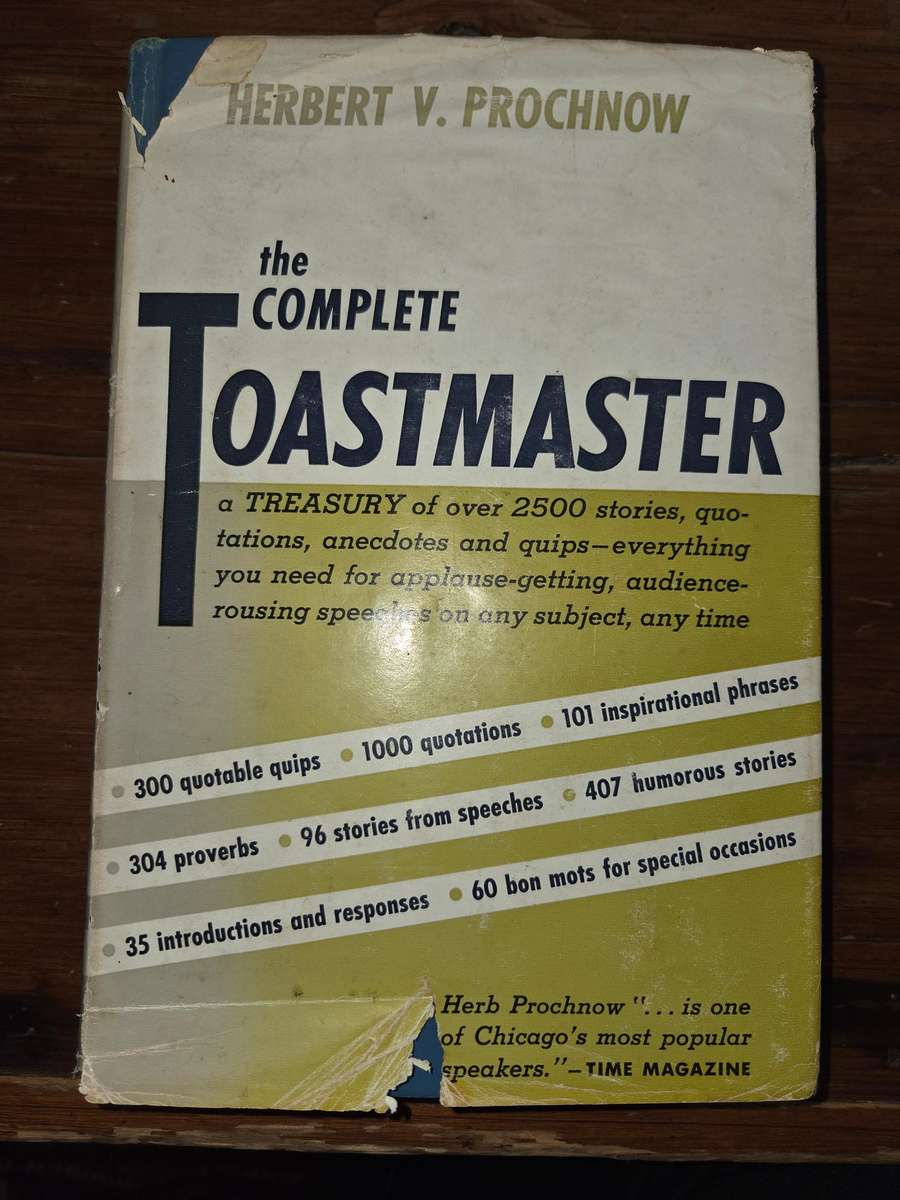 HERBERT V. PROCHNOW
the
COMPLETE
TOASTMASTER
a TREASURY of over 2500 stories, quo-
tations, anecdotes and quips—everything
you need for applause-getting, audience-
rousing speeches on any subject, any time
• 300 quotable quips • 1000 quotations • 101 inspirational phrases
• 304 proverbs • 96 stories from speeches • 407 humorous stories
• 35 introductions and responses • 60 bon mots for special occasions
Herb Prochnow "... is one
of Chicago's most popular
speakers."—TIME MAGAZINE